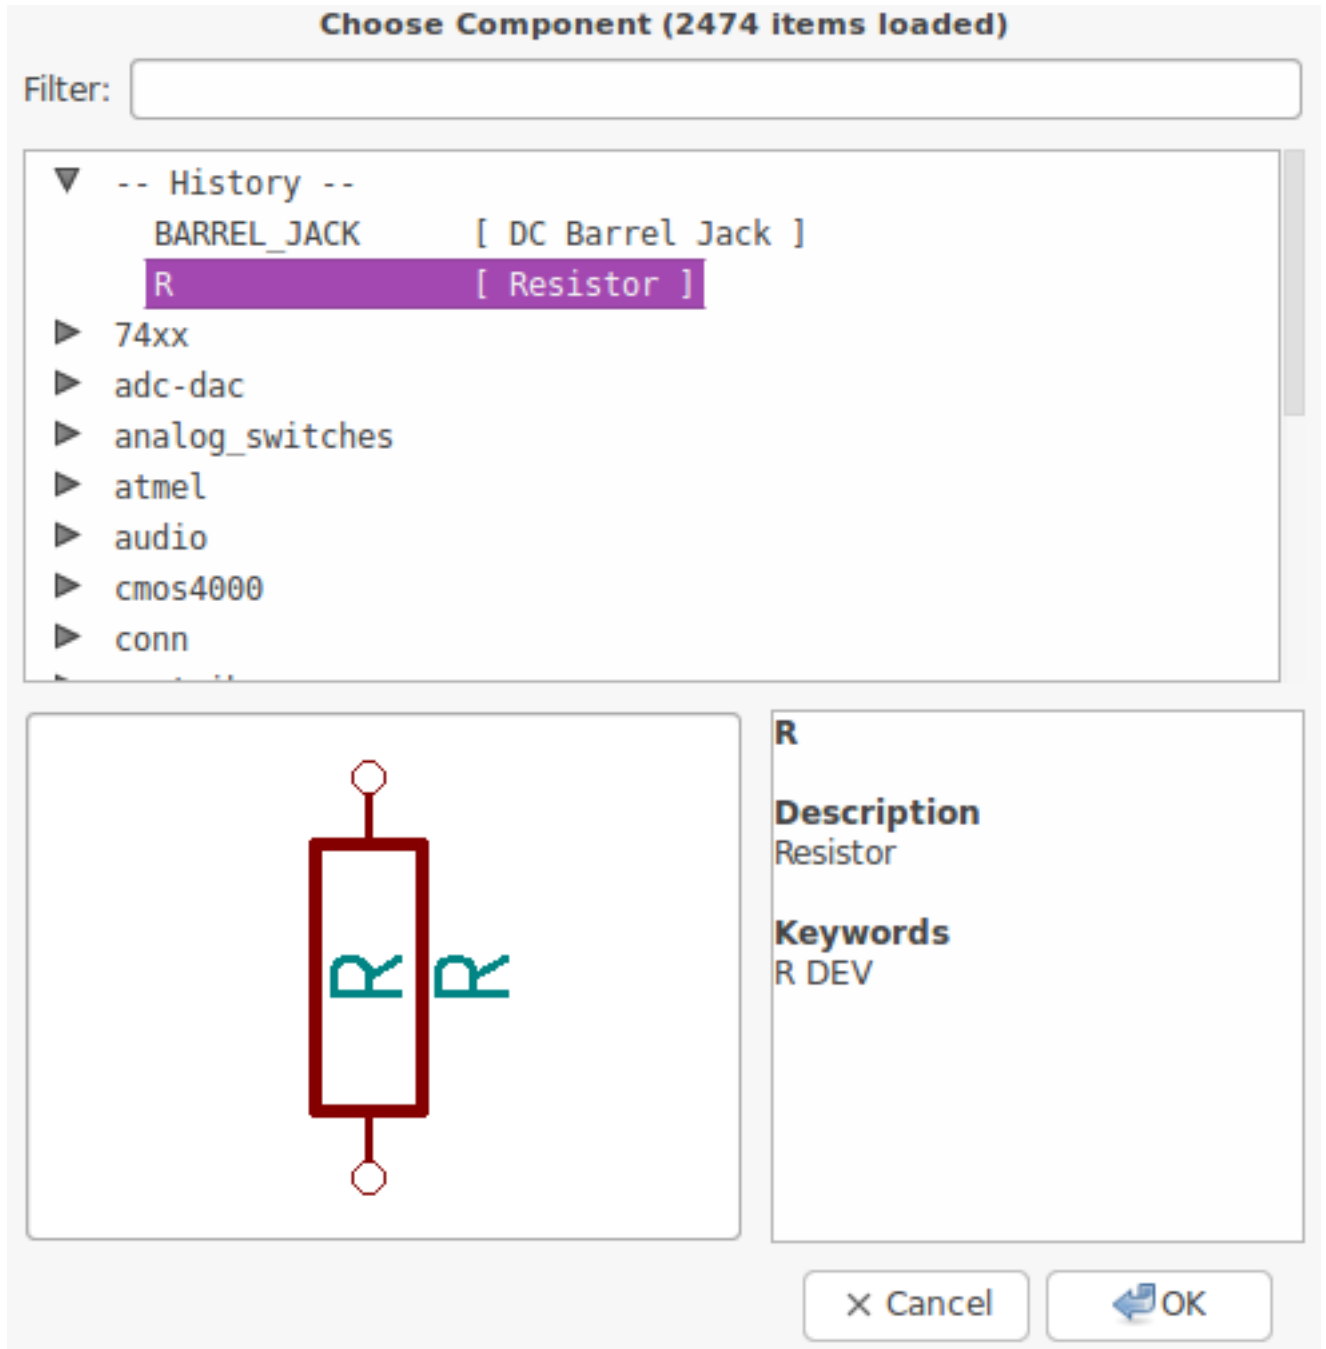 Choose Component (2474 items loaded)
Filter:
-- History --
BARREL_JACK [ DC Barrel Jack ]
R [ Resistor ]
74xx
adc-dac
analog_switches
atmel
audio
cmos4000
conn
R
Description
Resistor
Keywords
R DEV
R R
Cancel OK